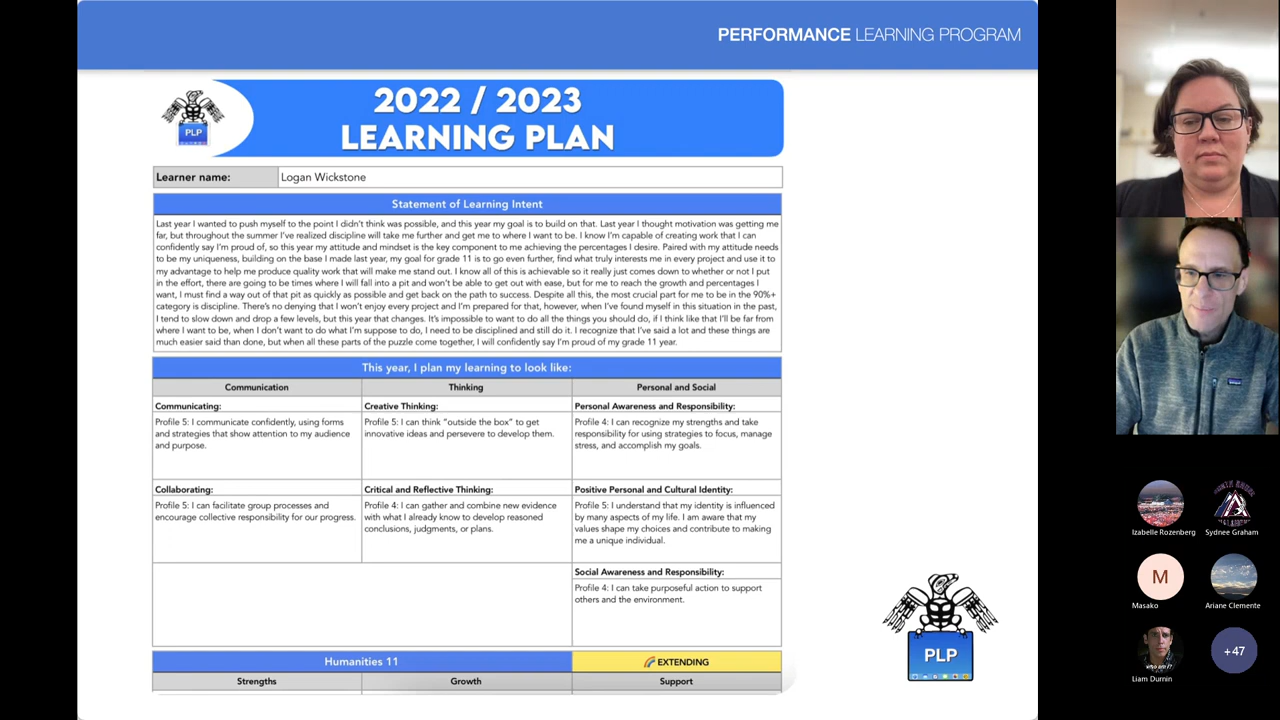 PERFORMANCE LEARNING PROGRAM
2022 / 2023
LEARNING PLAN
PLP
Learner name:
Logan Wickstone
Statement of Learning Intent
Last year I wanted to push myself to the point I didn't think was possible, and this year my goal is to build on that. Last year I thought motivation was getting me
far, but throughout the summer I've realized discipline will take me further and get me to where I want to be. I know I'm capable of creating work that I can
confidently say I'm proud of, so this year my attitude and mindset is the key component to me achieving the percentages I desire. Paired with my attitude needs
to be my uniqueness, building on the base I made last year, my goal for grade 11 is to go even further, find what truly interests me in every project and use it to
my advantage to help me produce quality work that will make me stand out. I know all of this is achievable so it really just comes down to whether or not I put
in the effort, there are going to be times where I will fall into a pit and won't be able to get out with ease, but for me to reach the growth and percentages I
want, I must find a way out of that pit as quickly as possible and get back on the path to success. Despite all this, the most crucial part for me to be in the 90%+
category is discipline. There's no denying that I won't enjoy every project and I'm prepared for that, however, when I've found myself in this situation in the past,
I tend to slow down and drop a few levels, but this year that changes. It's impossible to want to do all the things you should do, if I think like that I'll be far from
where I want to be, when I don't want to do what I'm suppose to do, I need to be disciplined and still do it. I recognize that I've said a lot and these things are
much easier said than done, but when all these parts of the puzzle come together, I will confidently say I'm proud of my grade 11 year.
This year, I plan my learning to look like:
Communication
Thinking
Personal and Social
Communicating:
Creative Thinking:
Personal Awareness and Responsibility:
Profile 5: I communicate confidently, using forms
and strategies that show attention to my audience
and purpose.
Profile 5: I can think "outside the box" to get
innovative ideas and persevere to develop them.
Profile 4: I can recognize my strengths and take
responsibility for using strategies to focus, manage
stress, and accomplish my goals.
Collaborating:
Critical and Reflective Thinking:
Positive Personal and Cultural Identity:
Profile 5: I can facilitate group processes and
encourage collective responsibility for our progress.
Profile 4: I can gather and combine new evidence
with what I already know to develop reasoned
conclusions, judgments, or plans.
Profile 5: I understand that my identity is influenced
by many aspects of my life. I am aware that my
values shape my choices and contribute to making
me a unique individual.
Social Awareness and Responsibility:
Profile 4: I can take purposeful action to support
others and the environment.
Humanities 11
EXTENDING
Strengths
Growth
Support
PLP
Izabelle Rozenberg
Sydnee Graham
M
Masako
Ariane Clemente
Liam Durnin
+47